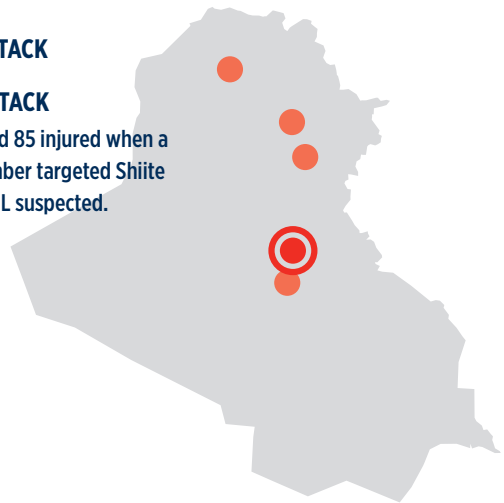 TACK
TACK
d 85 injured when a
ber targeted Shiite
L suspected.